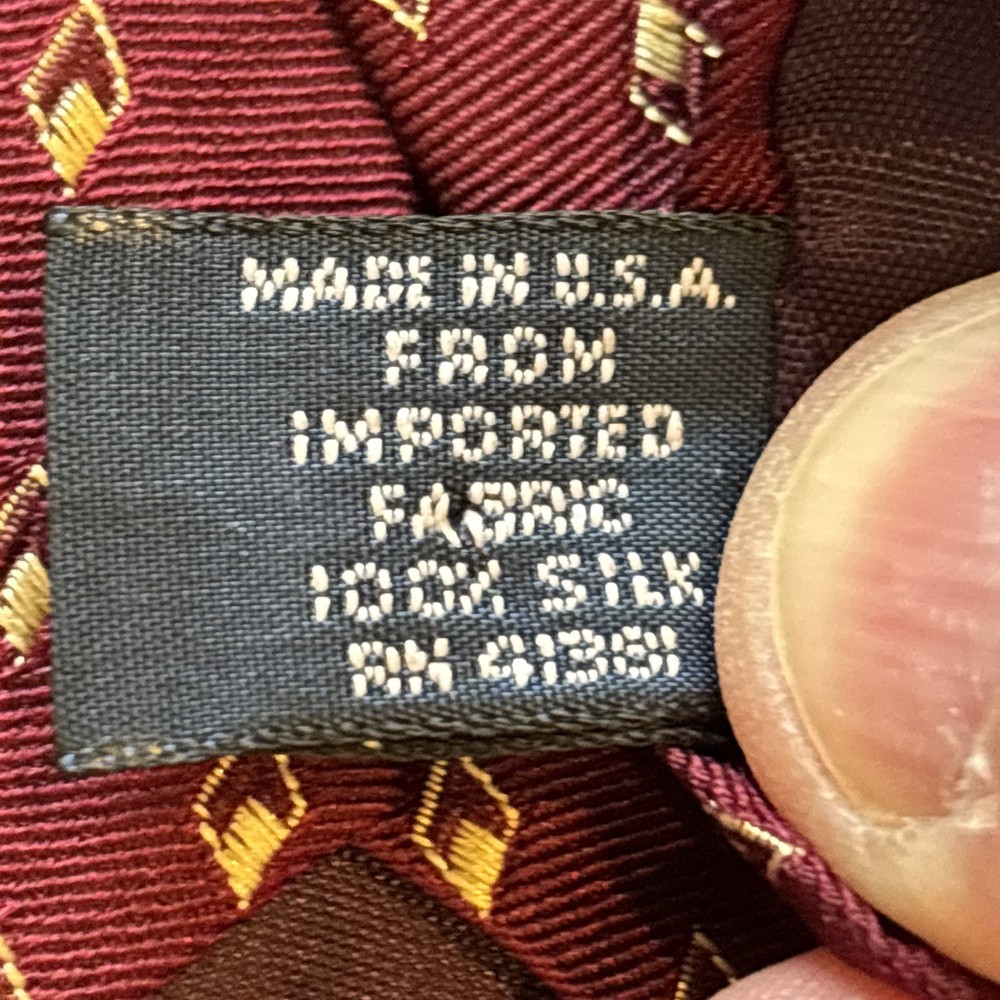 MADE IN U.S.A.
FROM
IMPORTED
FABRIC
100% SILK
RN 41381